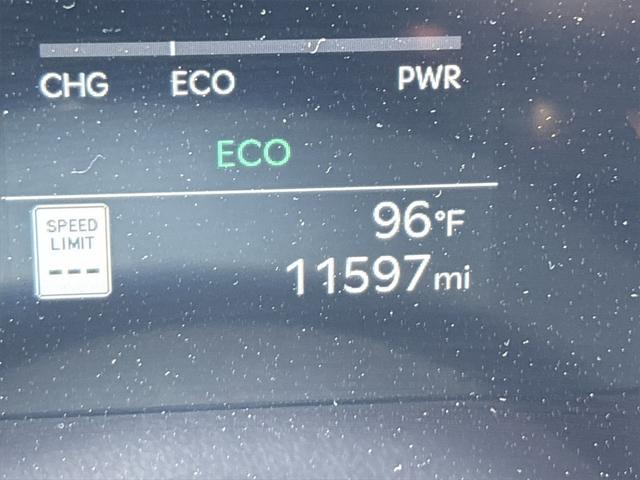 CHG ECO PWR
ECO
SPEED
LIMIT
---
96°F
11597mi